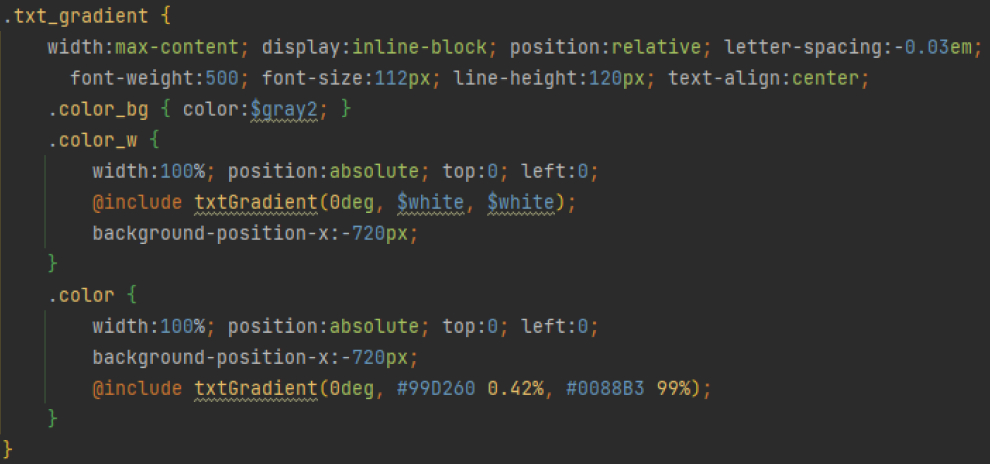 .txt_gradient {
width:max-content; display:inline-block; position:relative; letter-spacing:-0.03em;
font-weight:500; font-size:112px; line-height:120px; text-align:center;
.color_bg { color:$gray2; }
.color_w {
width:100%; position:absolute; top:0; left:0;
@include txtGradient(0deg, $white, $white);
background-position-x:-720px;
}
.color {
width:100%; position:absolute; top:0; left:0;
background-position-x:-720px;
@include txtGradient(0deg, #99D260 0.42%, #0088B3 99%);
}
}